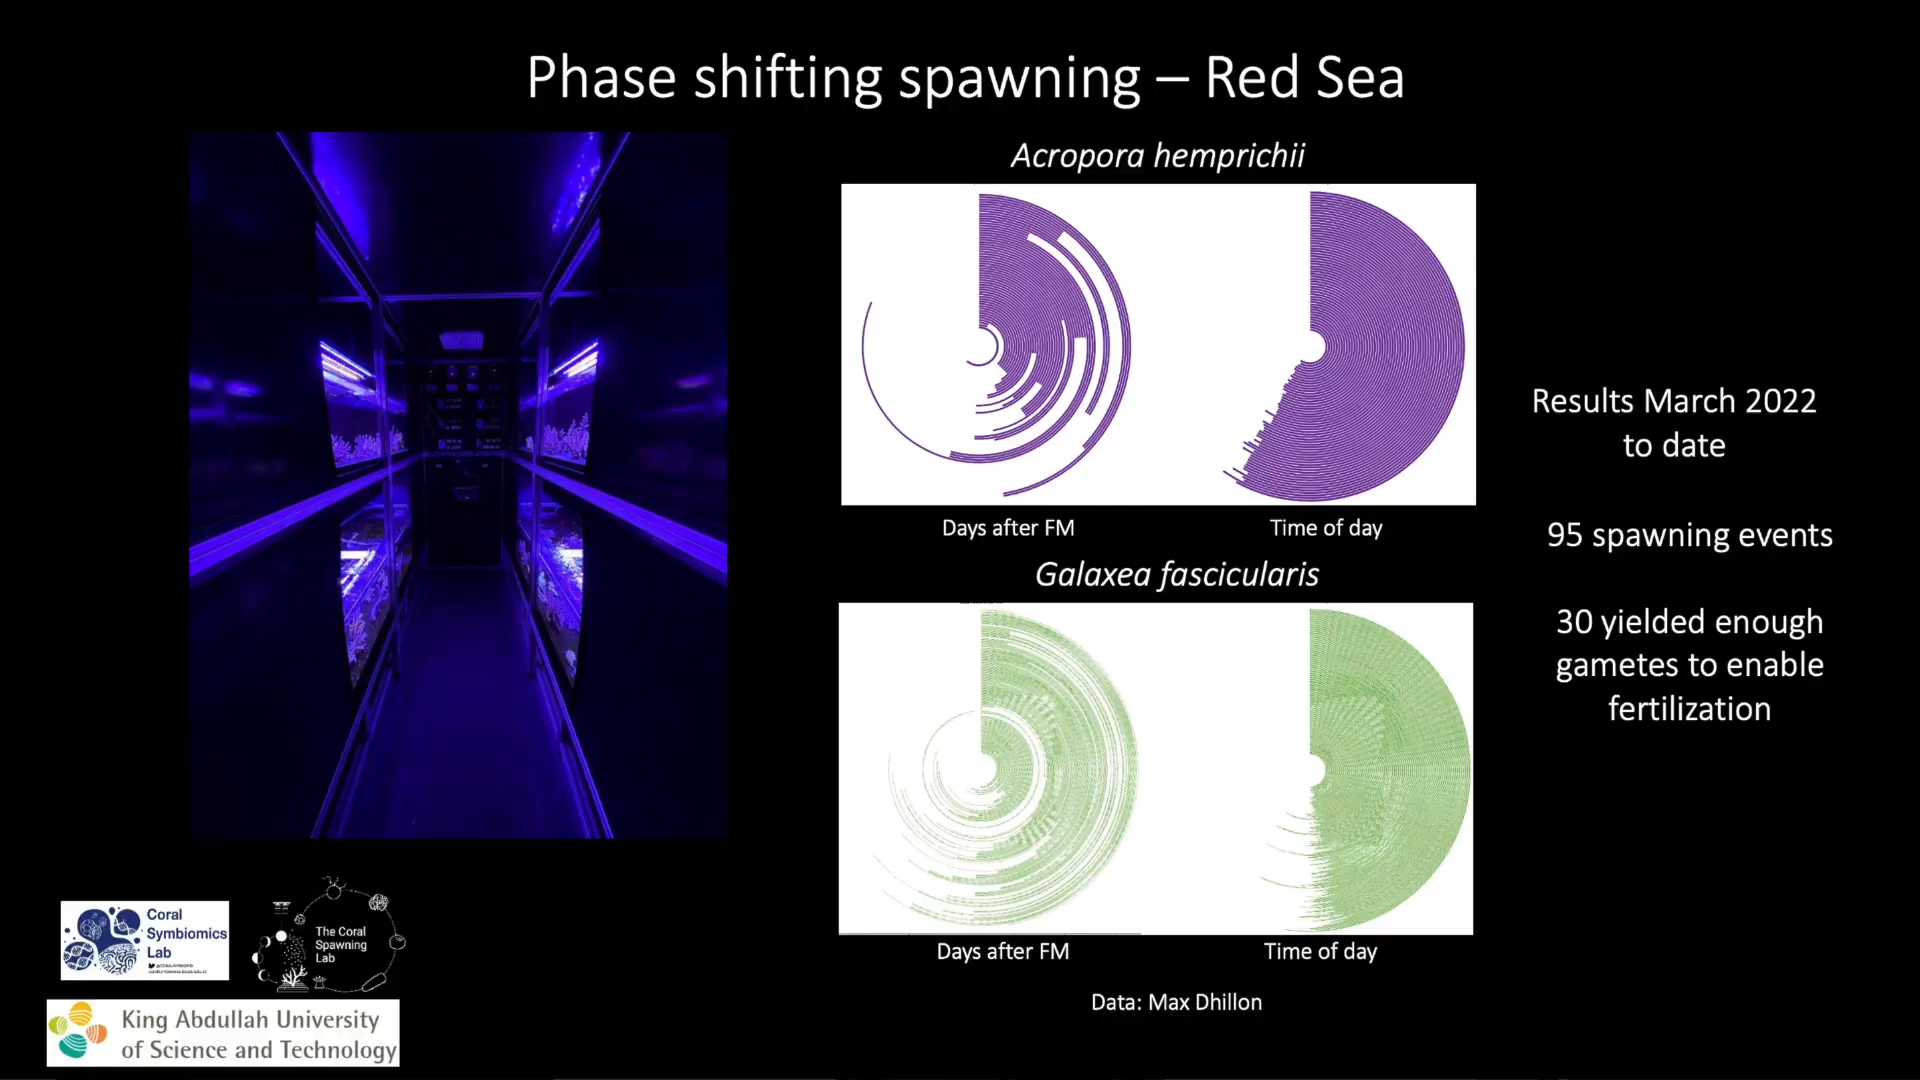 Phase shifting spawning – Red Sea
Acropora hemprichii
Days after FM
Time of day
Galaxea fascicularis
Days after FM
Time of day
Data: Max Dhillon
Results March 2022
to date
95 spawning events
30 yielded enough
gametes to enable
fertilization
Coral
Symbiomics
Lab
The Coral
Spawning
Lab
King Abdullah University
of Science and Technology